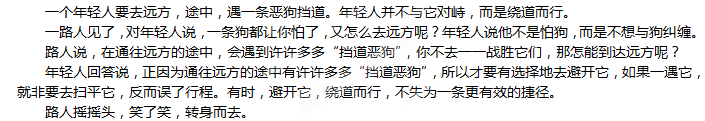 一个年轻人要去远方，途中，遇一条恶狗挡道。年轻人并不与它对峙，而是绕道而行。
一路人见了，对年轻人说，一条狗都让你怕了，又怎么去远方呢？年轻人说他不是怕狗，而是不想与狗纠缠。
路人说，在通往远方的途中，会遇到许许多多“挡道恶狗”，你不去一一战胜它们，那怎能到达远方呢？
年轻人回答说，正因为通往远方的途中有许许多多“挡道恶狗”，所以才要有选择地去避开它，如果一遇它，
就非要去扫平它，反而误了行程。有时，避开它，绕道而行，不失为一条更有效的捷径。
路人摇摇头，笑了笑，转身而去。